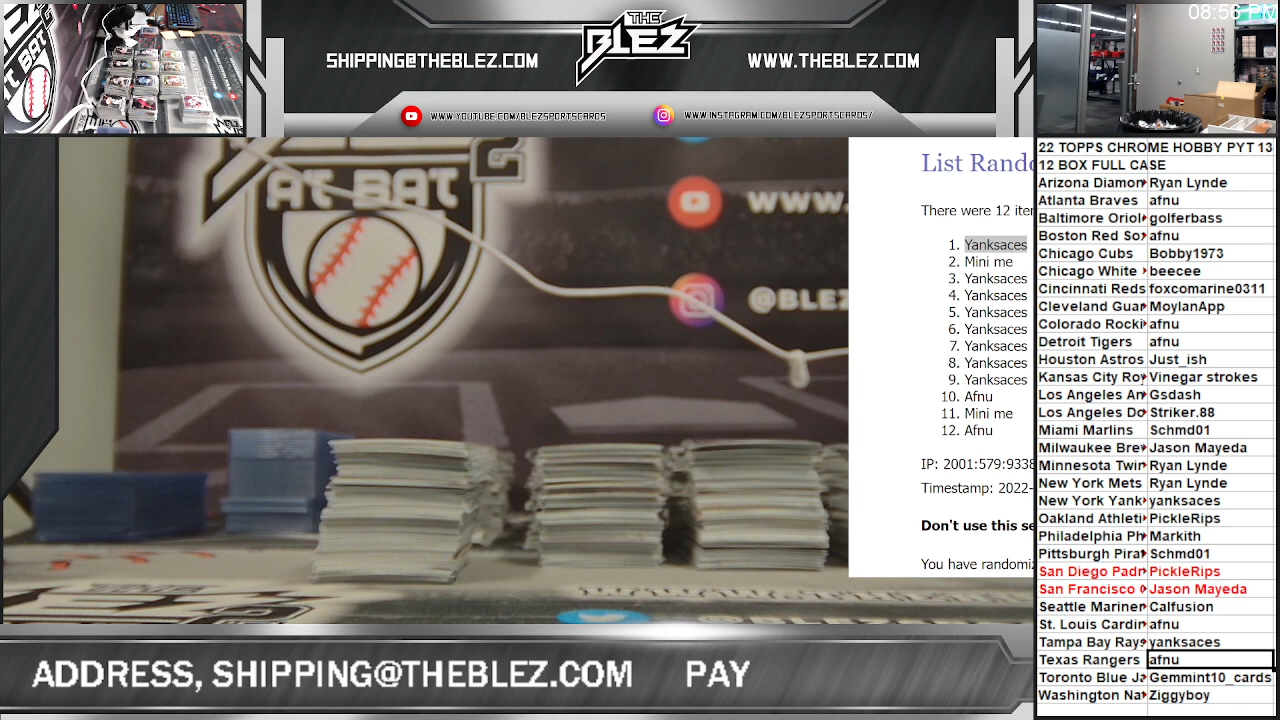 08:56 PM
THE
BLEZ
SHIPPING@THEBLEZ.COM
WWW.THEBLEZ.COM
WWW.YOUTUBE.COM/BLEZSPORTSCARDS
WWW.INSTAGRAM.COM/BLEZSPORTSCARDS/
AT BAT
WWW.
@BLEZ
List Rando
There were 12 iter
1. Yanksaces
2. Mini me
3. Yanksaces
4. Yanksaces
5. Yanksaces
6. Yanksaces
7. Yanksaces
8. Yanksaces
9. Yanksaces
10. Afnu
11. Mini me
12. Afnu
IP: 2001:579:9338
Timestamp: 2022-
Don't use this se
You have randomiz
22 TOPPS CHROME HOBBY PYT 13
12 BOX FULL CASE
Arizona Diamon Ryan Lynde
Atlanta Braves afnu
Baltimore Oriol golferbass
Boston Red So afnu
Chicago Cubs Bobby1973
Chicago White beecee
Cincinnati Reds foxcomarine0311
Cleveland Guar MoylanApp
Colorado Rocki afnu
Detroit Tigers afnu
Houston Astros Just_ish
Kansas City Roy Vinegar strokes
Los Angeles An Gsdash
Los Angeles Do Striker.88
Miami Marlins Schmd01
Milwaukee Brew Jason Mayeda
Minnesota Twin Ryan Lynde
New York Mets Ryan Lynde
New York Yank yanksaces
Oakland Athleti PickleRips
Philadelphia Ph Markith
Pittsburgh Pirat Schmd01
San Diego Padr PickleRips
San Francisco G Jason Mayeda
Seattle Mariner Calfusion
St. Louis Cardin afnu
Tampa Bay Rays yanksaces
Texas Rangers afnu
Toronto Blue Ja Gemmint10_cards
Washington Nat Ziggyboy
ADDRESS, SHIPPING@THEBLEZ.COM PAY